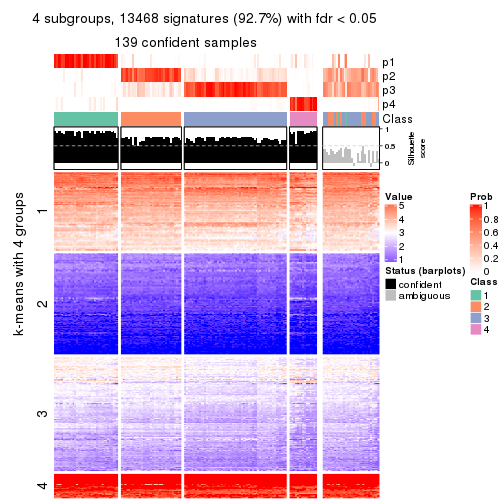 4 subgroups, 13468 signatures (92.7%) with fdr < 0.05
139 confident samples
p1
p2
p3
p4
Class
1
0.5
0
Silhouette
score
k-means with 4 groups
1
2
3
4
Value
5
4
3
2
1
Status (barplots)
confident
ambiguous
Prob
1
0.8
0.6
0.4
0.2
0
Class
1
2
3
4